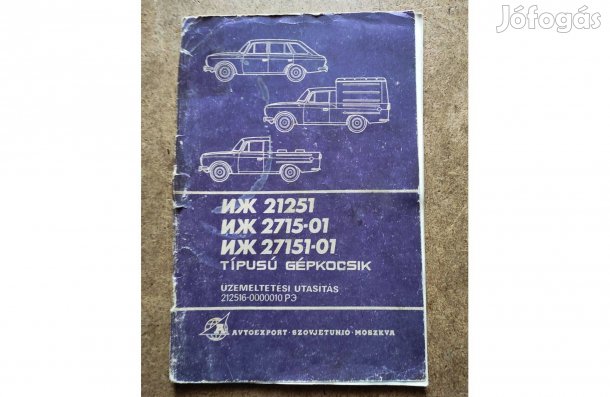 Jófogás
ИЖ 21251
ИЖ 2715-01
ИЖ 27151-01
TÍPUSÚ GÉPKOCSIK
ÜZEMELTETÉSI UTASÍTÁS
212516-0000010 РЭ
AVTOEXPORT · SZOVJETUNIÓ · MOSZKVA